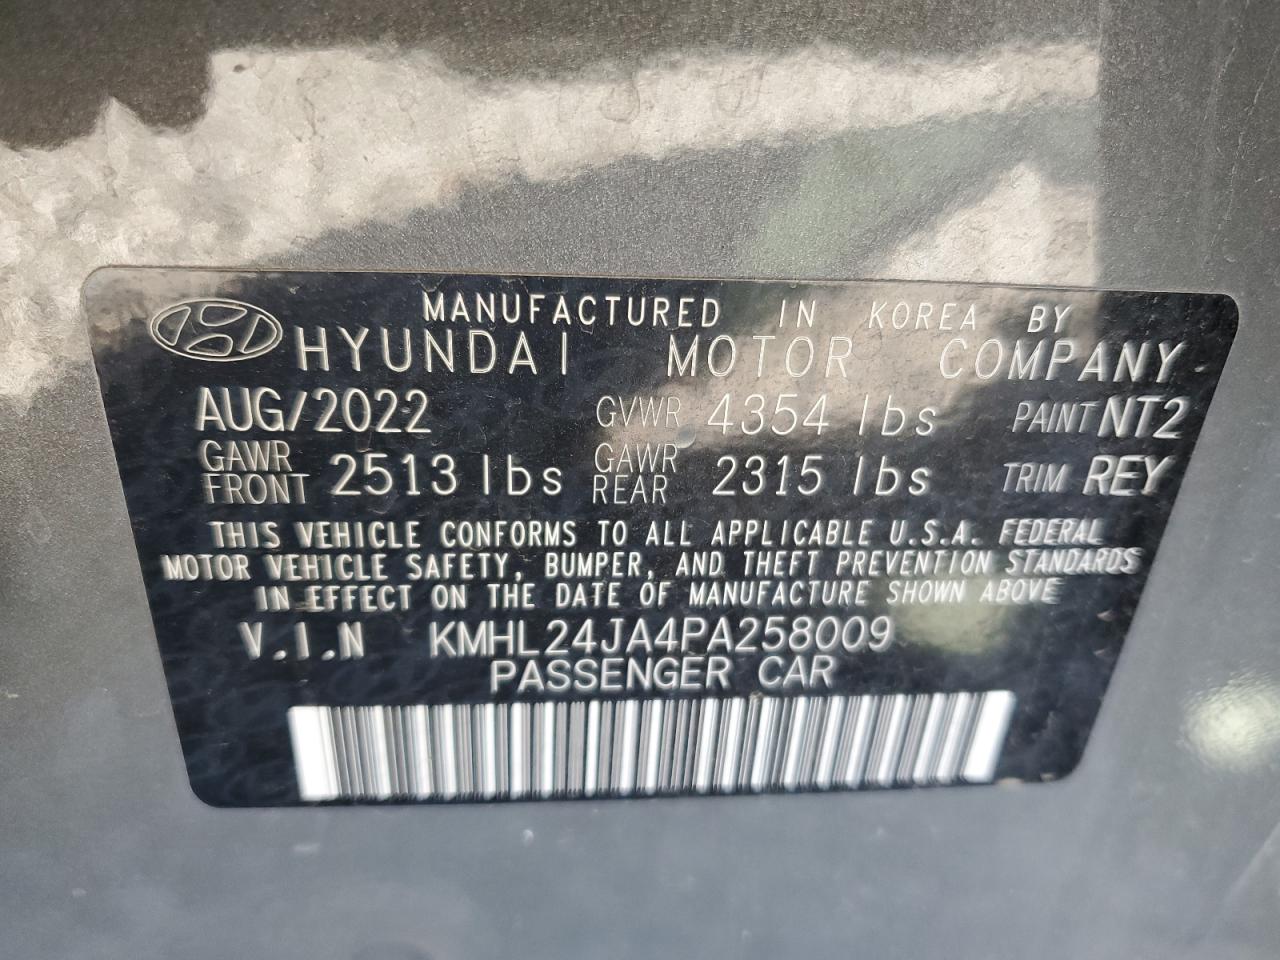 MANUFACTURED IN KOREA BY
HYUNDAI MOTOR COMPANY
AUG/2022 GVWR 4354 lbs PAINT NT2
GAWR FRONT 2513 lbs GAWR REAR 2315 lbs TRIM REY
THIS VEHICLE CONFORMS TO ALL APPLICABLE U.S.A. FEDERAL
MOTOR VEHICLE SAFETY, BUMPER, AND THEFT PREVENTION STANDARDS
IN EFFECT ON THE DATE OF MANUFACTURE SHOWN ABOVE
V.I.N KMHL24JA4PA258009
PASSENGER CAR